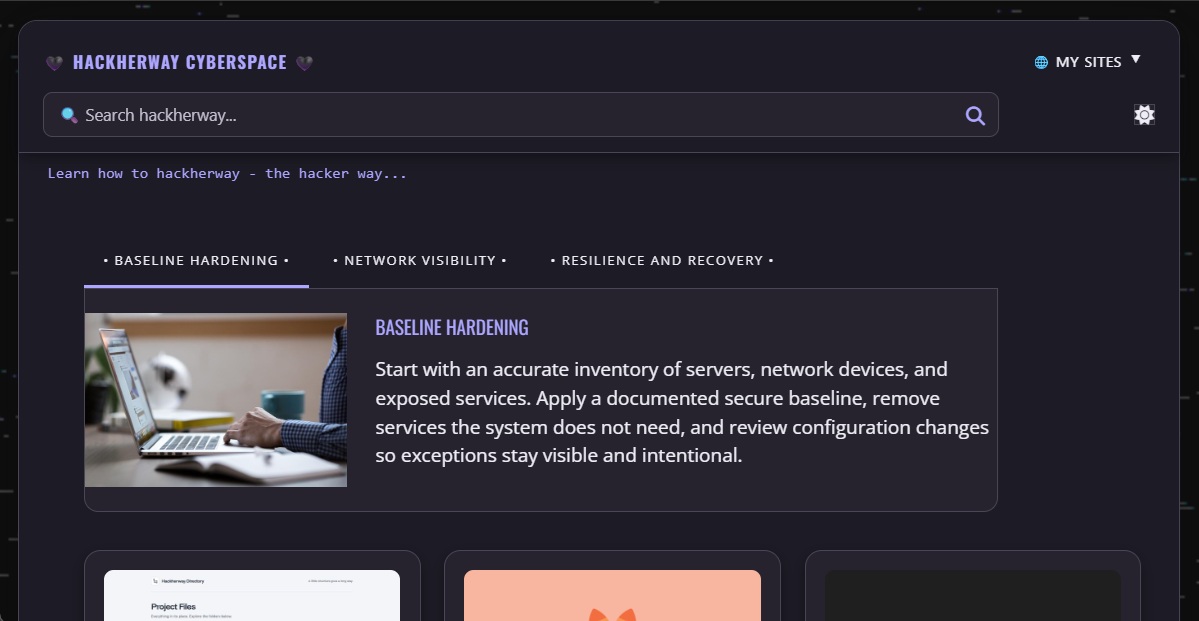 HACKHERWAY CYBERSPACE
MY SITES
Search hackherway...
Learn how to hackherway - the hacker way...
• BASELINE HARDENING •
• NETWORK VISIBILITY •
• RESILIENCE AND RECOVERY •
BASELINE HARDENING
Start with an accurate inventory of servers, network devices, and
exposed services. Apply a documented secure baseline, remove
services the system does not need, and review configuration changes
so exceptions stay visible and intentional.
Hackherway Directory
Project Files